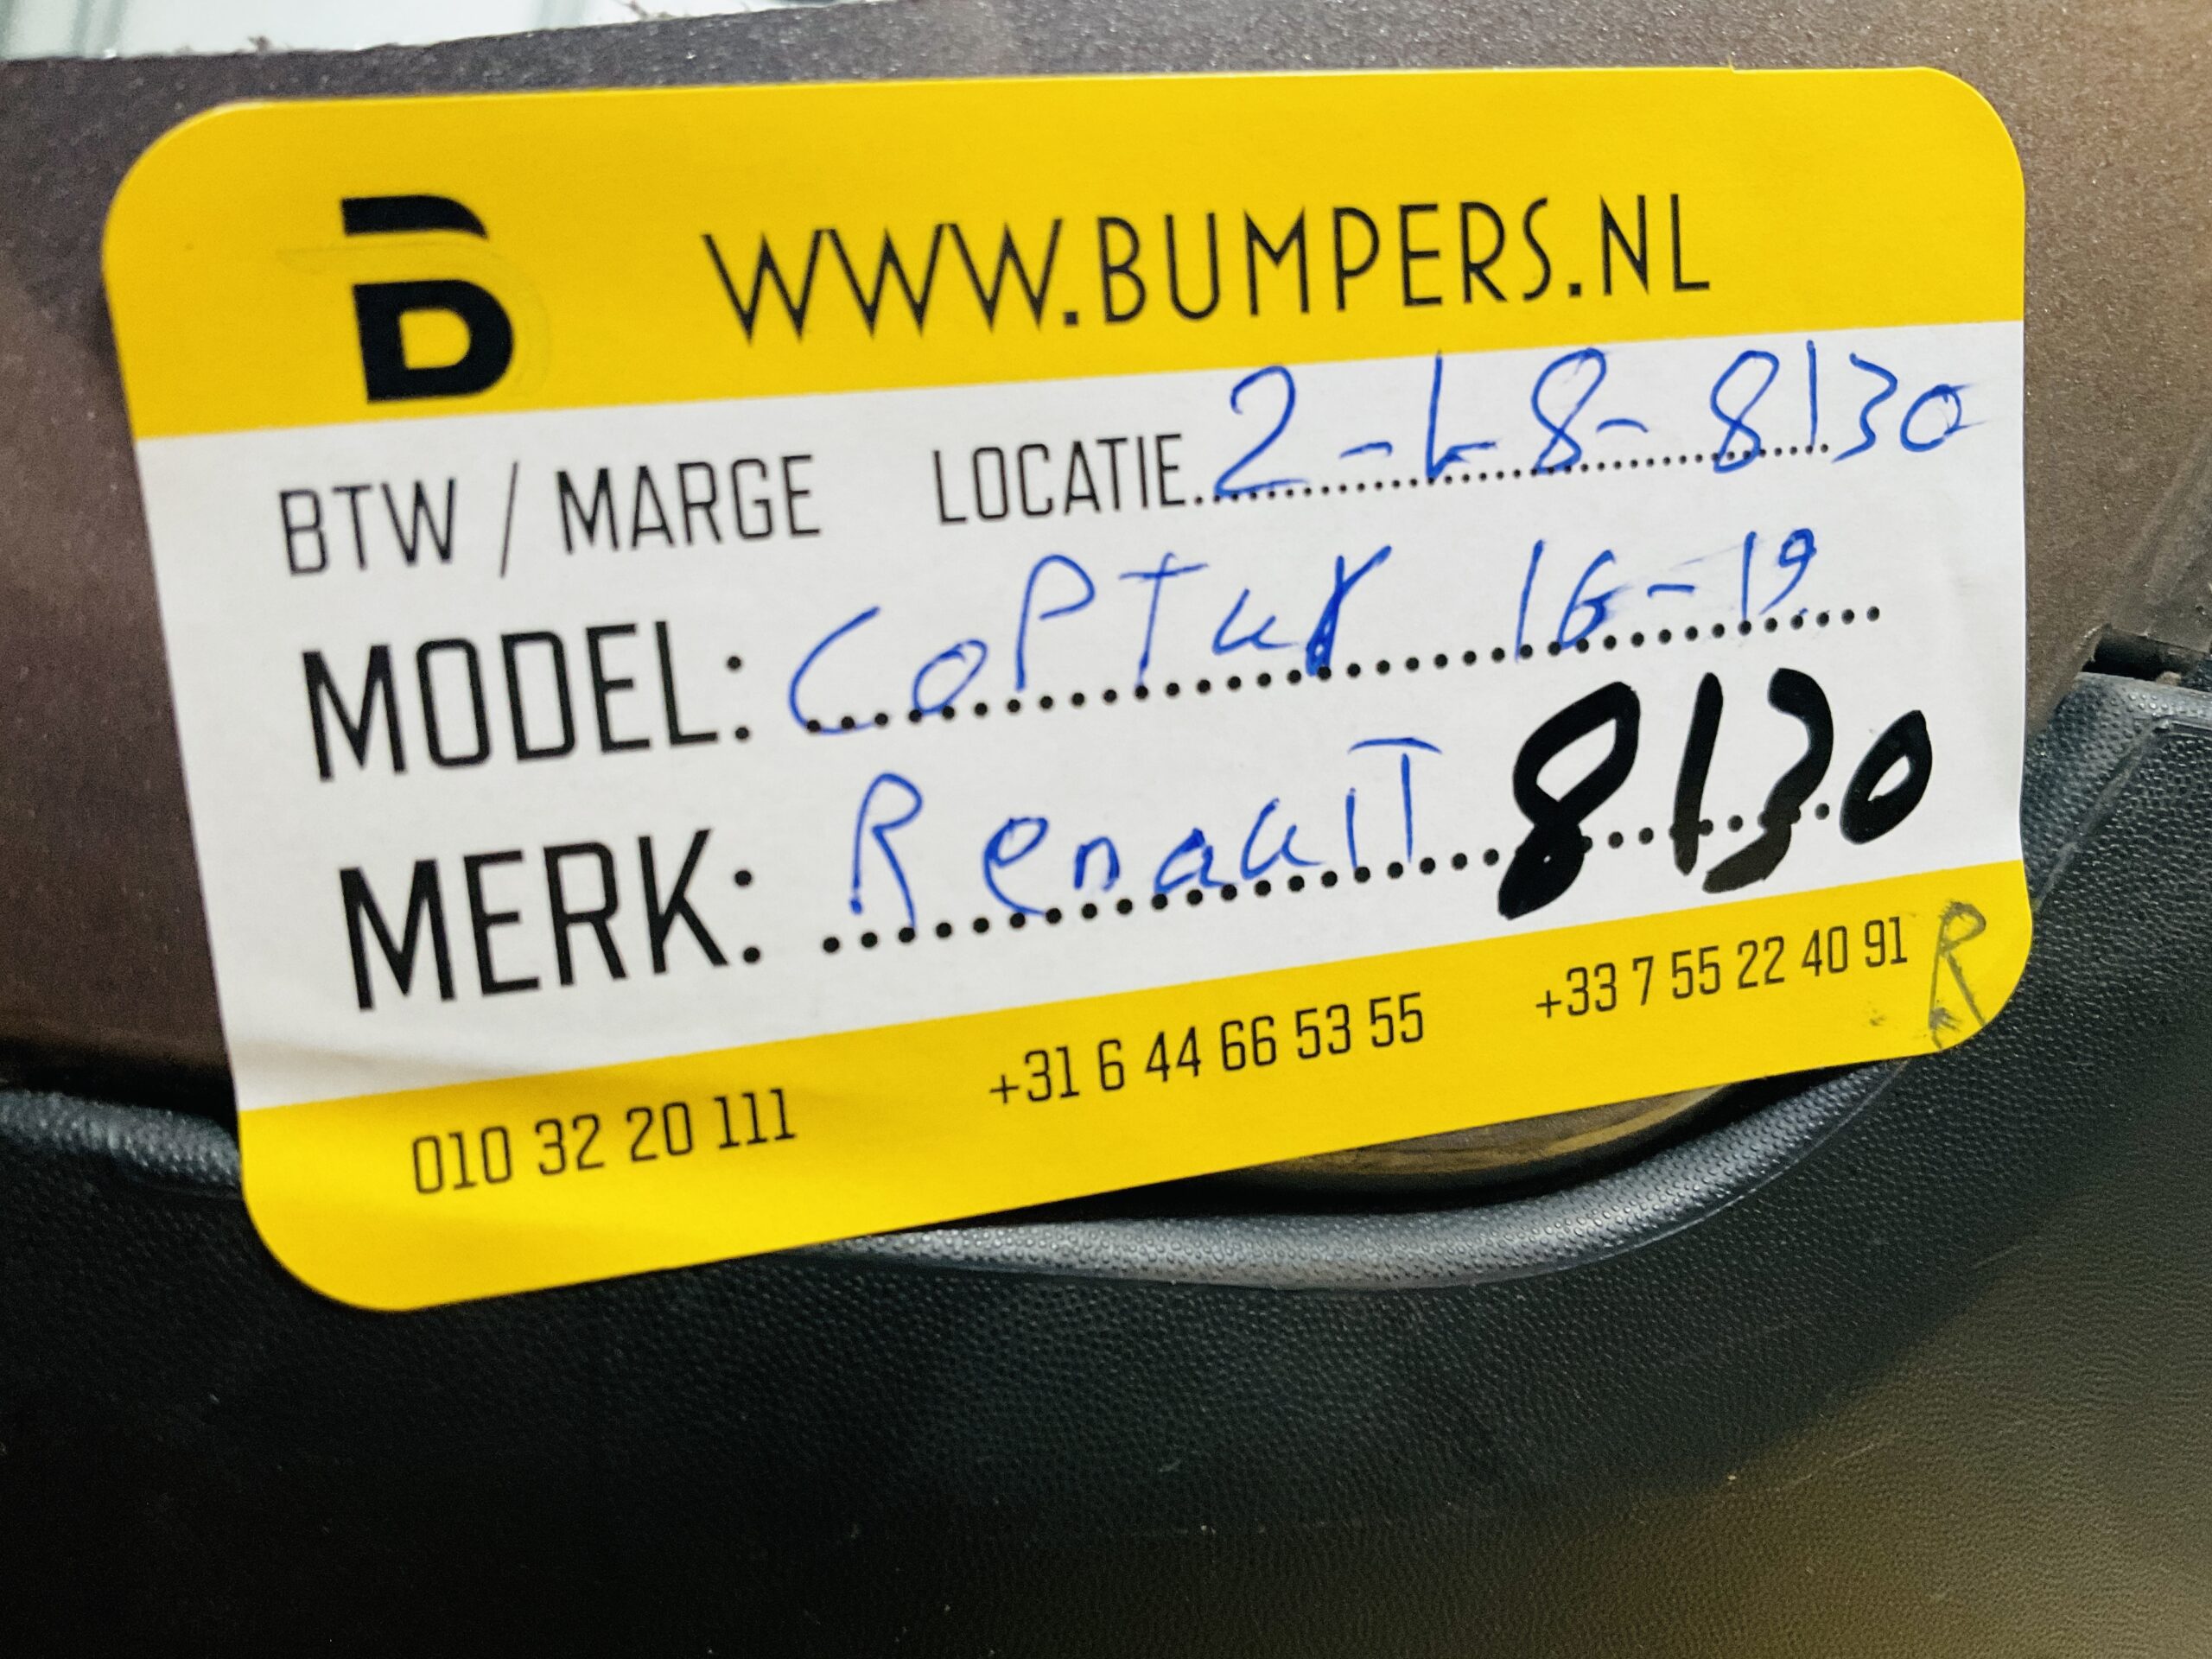 B WWW.BUMPERS.NL
BTW / MARGE LOCATIE 2-L8-8130
MODEL: CoPTur 16-19
MERK: RenaulT 8130
010 32 20 111 +31 6 44 66 53 55 +33 7 55 22 40 91 R